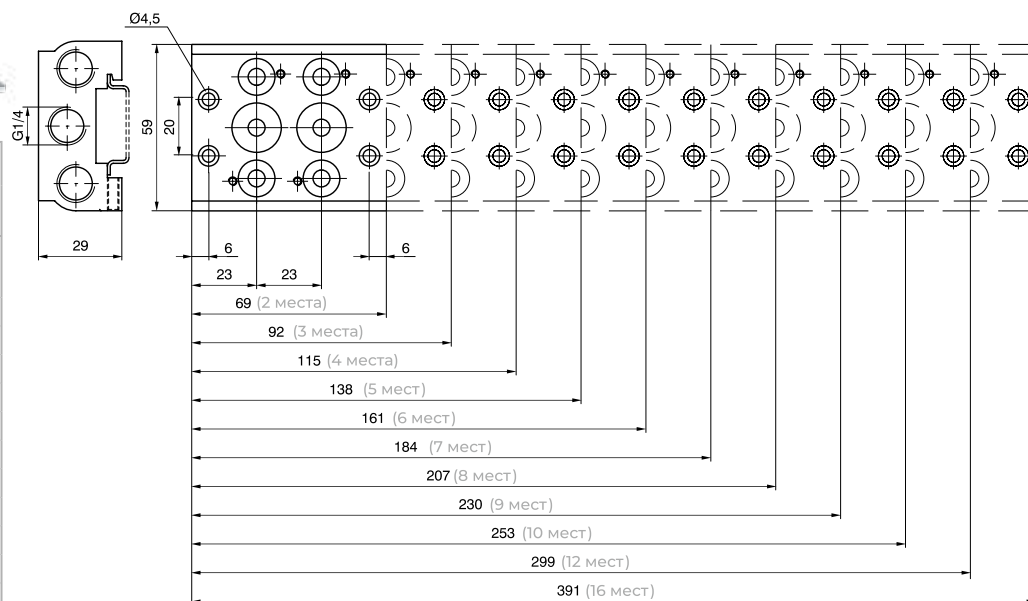 Ø4,5
G1/4
59
20
29
6
6
23
23
69 (2 места)
92 (3 места)
115 (4 места)
138 (5 мест)
161 (6 мест)
184 (7 мест)
207 (8 мест)
230 (9 мест)
253 (10 мест)
299 (12 мест)
391 (16 мест)